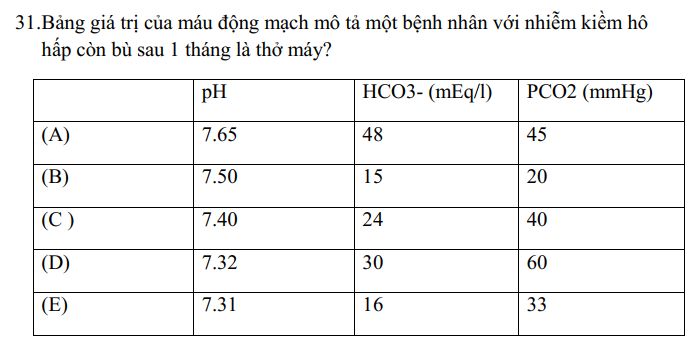 31.Bảng giá trị của máu động mạch mô tả một bệnh nhân với nhiễm kiềm hô
hấp còn bù sau 1 tháng là thở máy?
pH HCO3- (mEq/l) PCO2 (mmHg)
(A) 7.65 48 45
(B) 7.50 15 20
(C ) 7.40 24 40
(D) 7.32 30 60
(E) 7.31 16 33